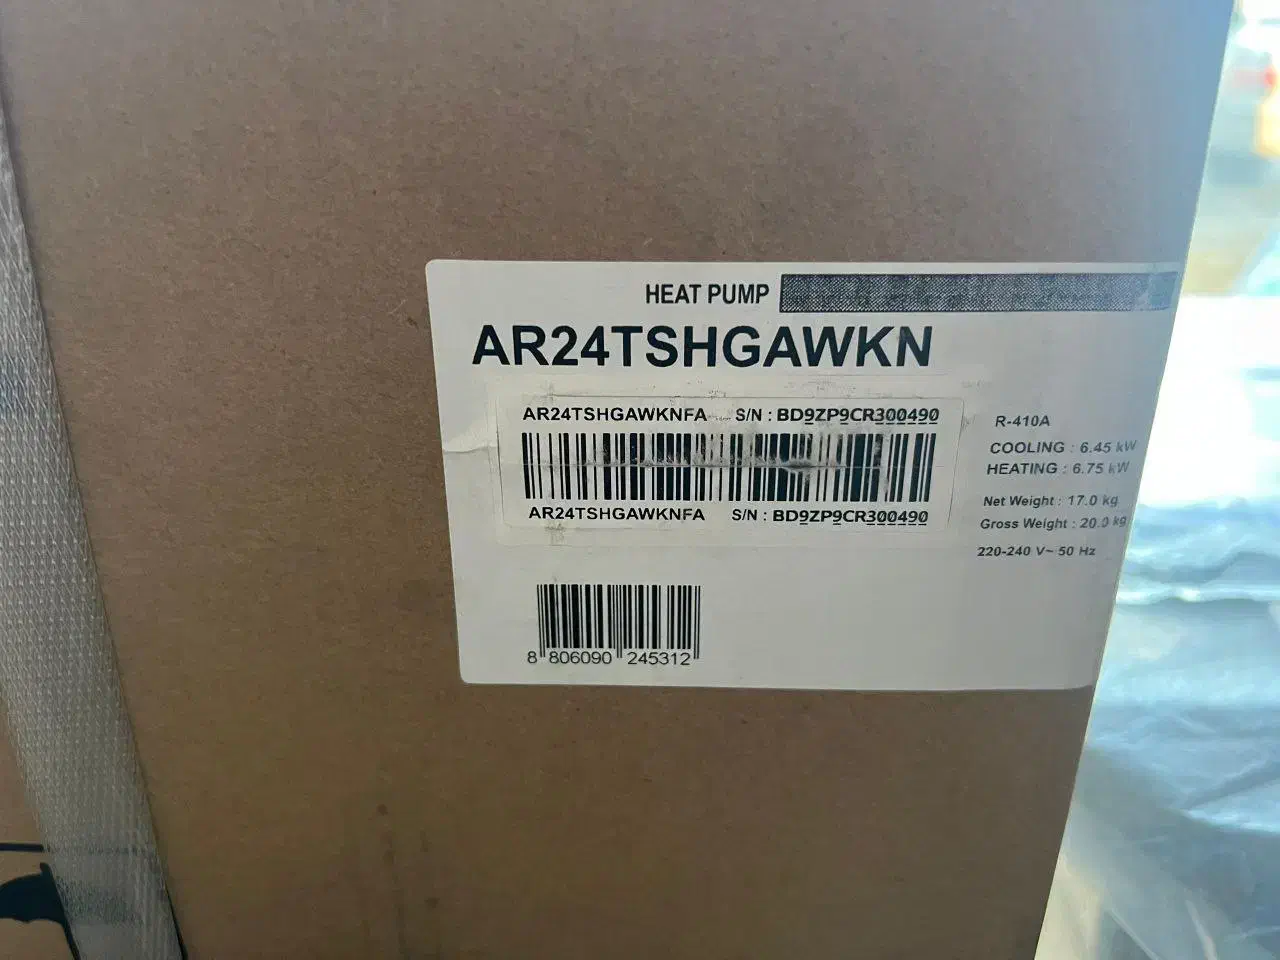 HEAT PUMP
AR24TSHGAWKN
AR24TSHGAWKNFA S/N : BD9ZP9CR300490
AR24TSHGAWKNFA S/N : BD9ZP9CR300490
R-410A
COOLING : 6.45 kW
HEATING : 6.75 kW
Net Weight : 17.0 kg
Gross Weight : 20.0 kg
220-240 V~ 50 Hz
8 806090 245312